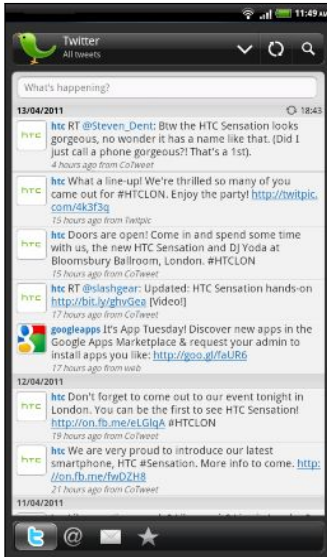 11:49 AM
Twitter
All tweets
What's happening?
13/04/2011 18:43
htc RT @Steven_Dent: Btw the HTC Sensation looks
gorgeous, no wonder it has a name like that. (Did I
just call a phone gorgeous?! That's a 1st).
4 hours ago from CoTweet
htc What a line-up! We're thrilled so many of you
came out for #HTCLON. Enjoy the party! http://twitpic.
com/4k3f3q
15 hours ago from Twitpic
htc Doors are open! Come in and spend some time
with us, the new HTC Sensation and DJ Yoda at
Bloomsbury Ballroom, London. #HTCLON
15 hours ago from CoTweet
htc RT @slashgear: Updated: HTC Sensation hands-on
http://bit.ly/ghvGea [Video!]
17 hours ago from CoTweet
googleapps It's App Tuesday! Discover new apps in the
Google Apps Marketplace & request your admin to
install apps you like: http://goo.gl/faUR6
17 hours ago from web
12/04/2011
htc Don't forget to come out to our event tonight in
London. You can be the first to see HTC Sensation!
http://on.fb.me/eLGlqA #HTCLON
19 hours ago from CoTweet
htc We are very proud to introduce our latest
smartphone, HTC #Sensation. More info to come. http:
//on.fb.me/fwDZH8
21 hours ago from CoTweet
11/04/2011